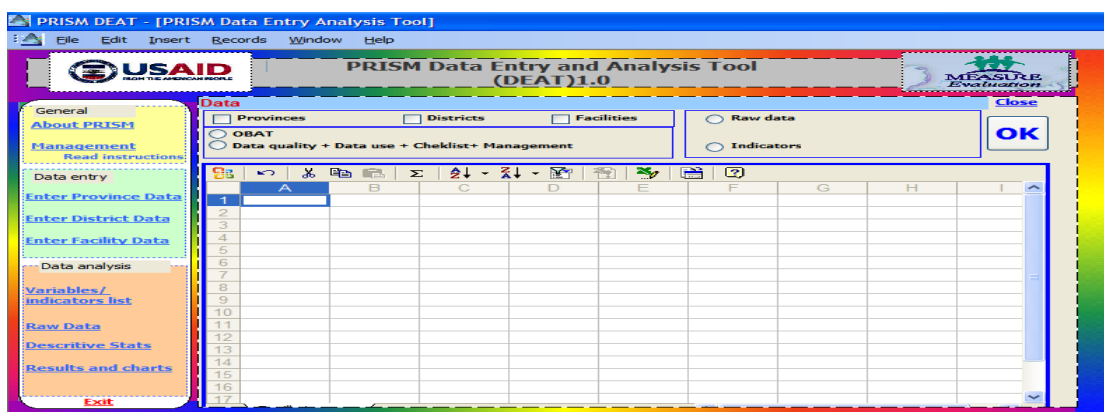 PRISM DEAT - [PRISM Data Entry Analysis Tool]
File Edit Insert Records Window Help
USAID
FROM THE AMERICAN PEOPLE
PRISM Data Entry and Analysis Tool
(DEAT)1.0
MEASURE
Evaluation
General
About PRISM
Management
Read instructions
Data entry
Enter Province Data
Enter District Data
Enter Facility Data
Data analysis
Variables/
indicators list
Raw Data
Descritive Stats
Results and charts
Exit
Data
Close
Provinces Districts Facilities
OBAT
Data quality + Data use + Cheklist+ Management
Raw data
Indicators
OK
A B C D E F G H I
1
2
3
4
5
6
7
8
9
10
11
12
13
14
15
16
17